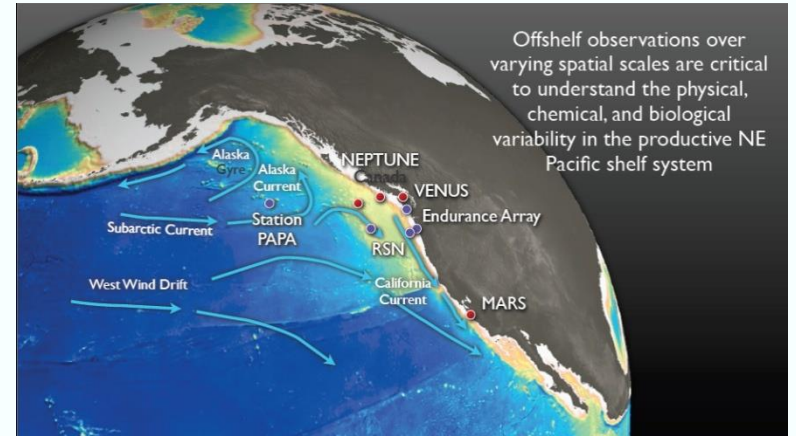 Offshelf observations over
varying spatial scales are critical
to understand the physical,
chemical, and biological
variability in the productive NE
Pacific shelf system
Alaska
Gyre
Alaska
Current
NEPTUNE
Canada
VENUS
Endurance Array
Station
PAPA
Subarctic Current
RSN
West Wind Drift
California
Current
MARS